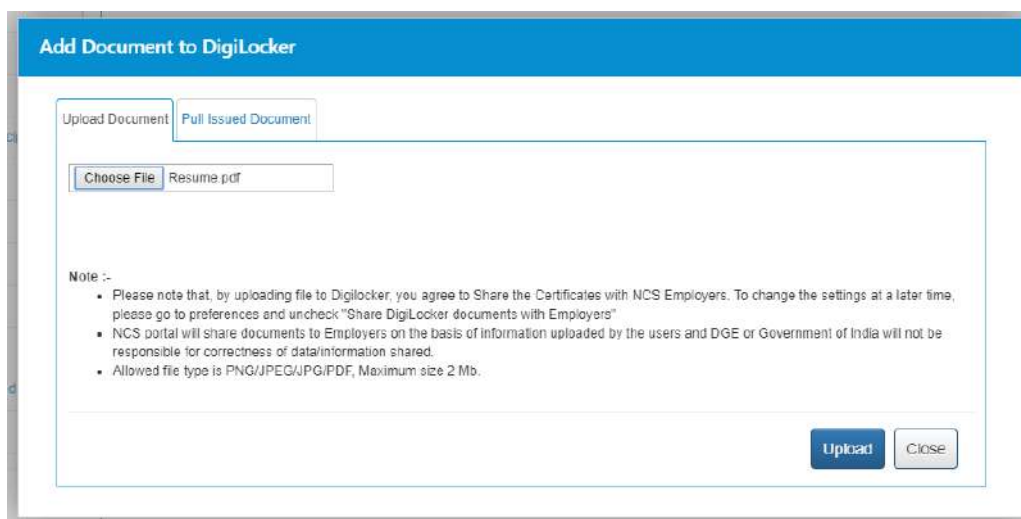 Add Document to DigiLocker
Upload Document Pull Issued Document
Choose File Resume.pdf
Note :-
• Please note that, by uploading file to Digilocker, you agree to Share the Certificates with NCS Employers. To change the settings at a later time,
please go to preferences and uncheck "Share DigiLocker documents with Employers"
• NCS portal will share documents to Employers on the basis of information uploaded by the users and DGE or Government of India will not be
responsible for correctness of data/information shared.
• Allowed file type is PNG/JPEG/JPG/PDF, Maximum size 2 Mb.
Upload Close